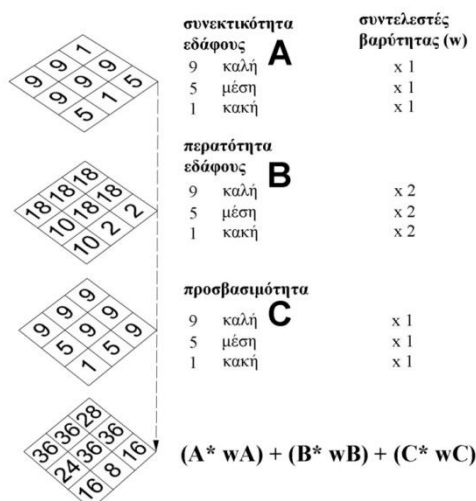 συνεκτικότητα
εδάφους A
συντελεστές
βαρύτητας (w)
9 καλή x 1
5 μέση x 1
1 κακή x 1
9 9 1
9 9 9
5 1 5
περατότητα
εδάφους B
9 καλή x 2
5 μέση x 2
1 κακή x 2
18 18 18
10 18 18
10 2 2
προσβασιμότητα
C
9 καλή x 1
5 μέση x 1
1 κακή x 1
9 9 9
5 9 9
1 5 9
36 36 28
24 36 36
16 8 16
(A* wA) + (B* wB) + (C* wC)